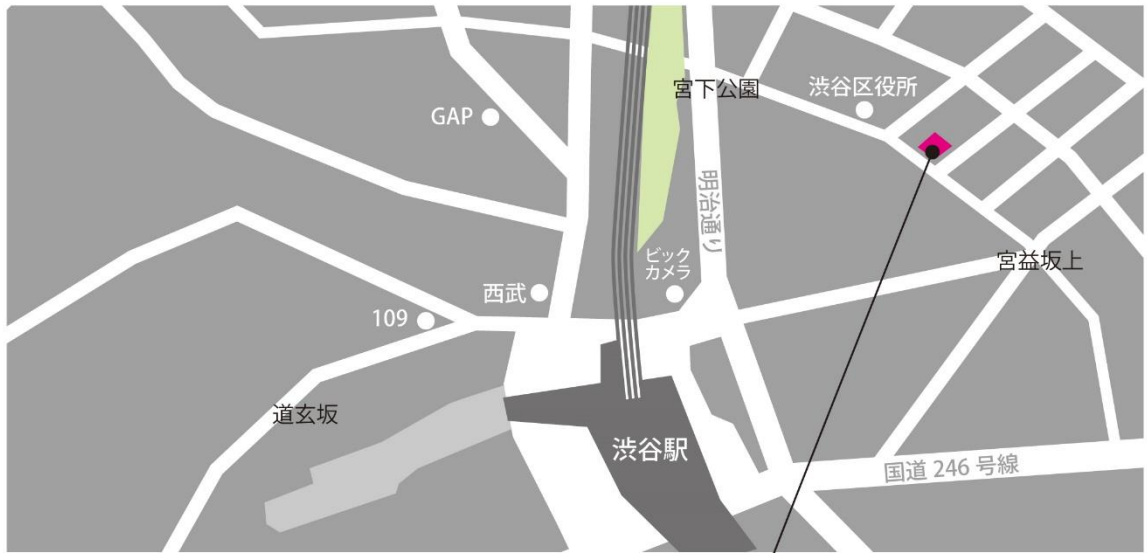 渋谷区役所
宮下公園
GAP
明治通り
ビック
カメラ
宮益坂上
西武
109
道玄坂
渋谷駅
国道 246 号線